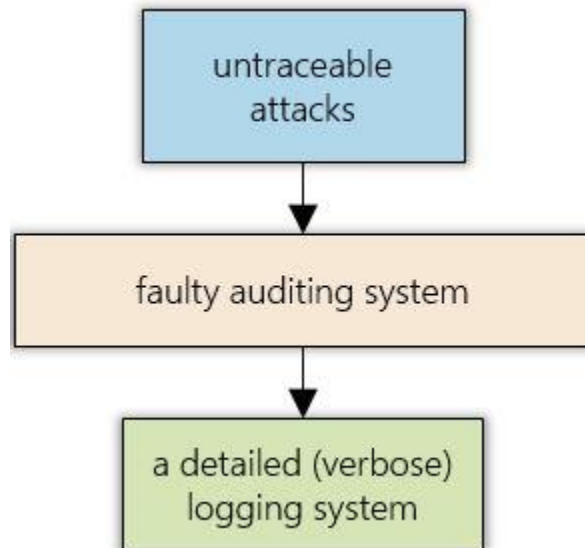 untraceable
attacks
faulty auditing system
a detailed (verbose)
logging system